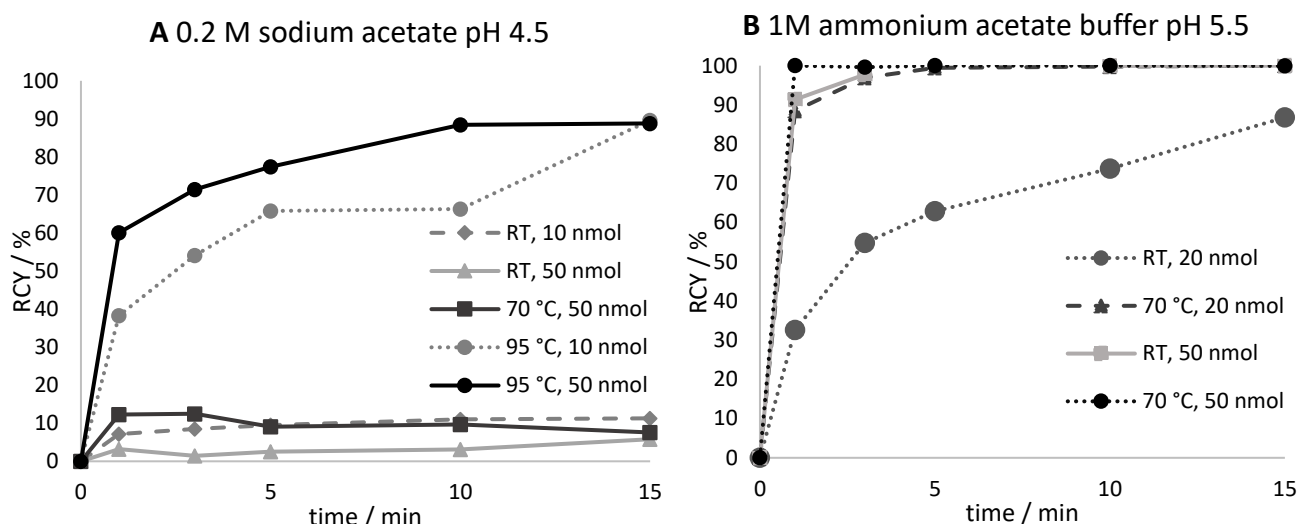 A 0.2 M sodium acetate pH 4.5
RCY / %
100
90
80
70
60
50
40
30
20
10
0
RT, 10 nmol
RT, 50 nmol
70 °C, 50 nmol
95 °C, 10 nmol
95 °C, 50 nmol
0
5
10
15
time / min
B 1M ammonium acetate buffer pH 5.5
RCY / %
100
90
80
70
60
50
40
30
20
10
0
RT, 20 nmol
70 °C, 20 nmol
RT, 50 nmol
70 °C, 50 nmol
0
5
10
15
time / min